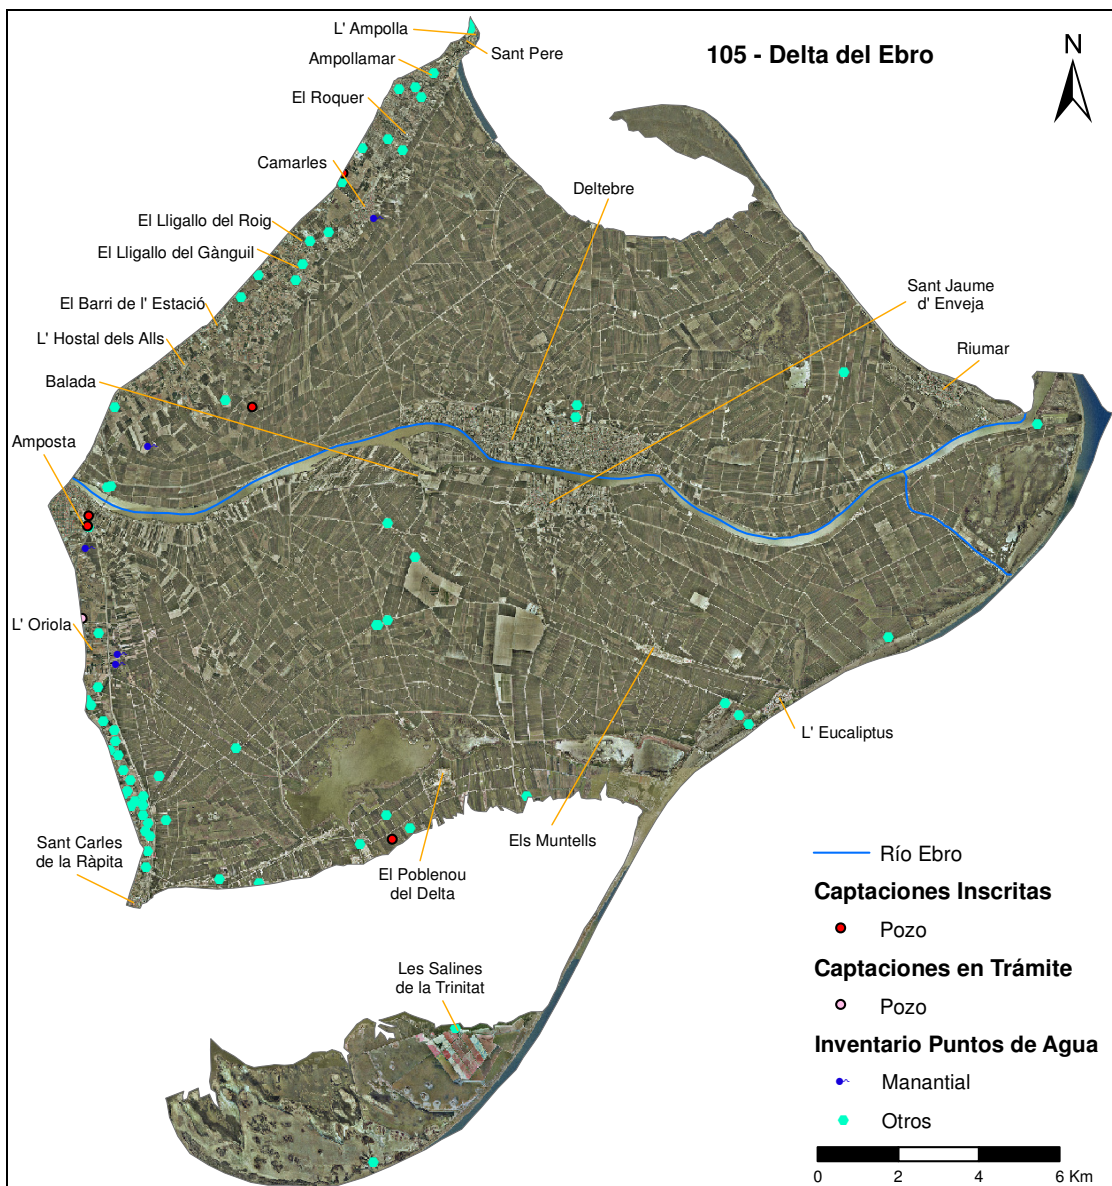 105 - Delta del Ebro
N
L' Ampolla
Sant Pere
Ampollamar
El Roquer
Camarles
Deltebre
El Lligallo del Roig
El Lligallo del Gànguil
Sant Jaume
d' Enveja
El Barri de l' Estació
L' Hostal dels Alls
Riumar
Balada
Amposta
L' Oriola
L' Eucaliptus
Sant Carles
de la Ràpita
Els Muntells
El Poblenou
del Delta
Les Salines
de la Trinitat
Río Ebro
Captaciones Inscritas
Pozo
Captaciones en Trámite
Pozo
Inventario Puntos de Agua
Manantial
Otros
0 2 4 6 Km